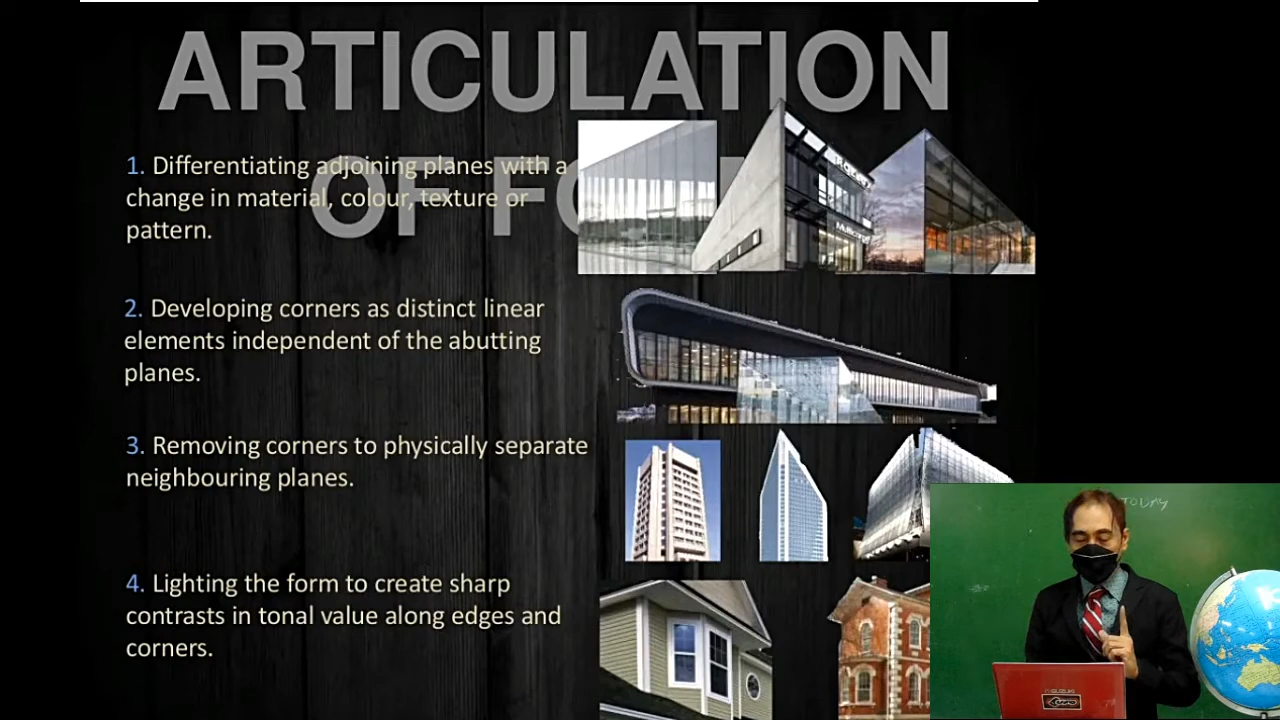 ARTICULATION
OF FO
1. Differentiating adjoining planes with a
change in material, colour, texture or
pattern.
2. Developing corners as distinct linear
elements independent of the abutting
planes.
3. Removing corners to physically separate
neighbouring planes.
4. Lighting the form to create sharp
contrasts in tonal value along edges and
corners.
TODAY